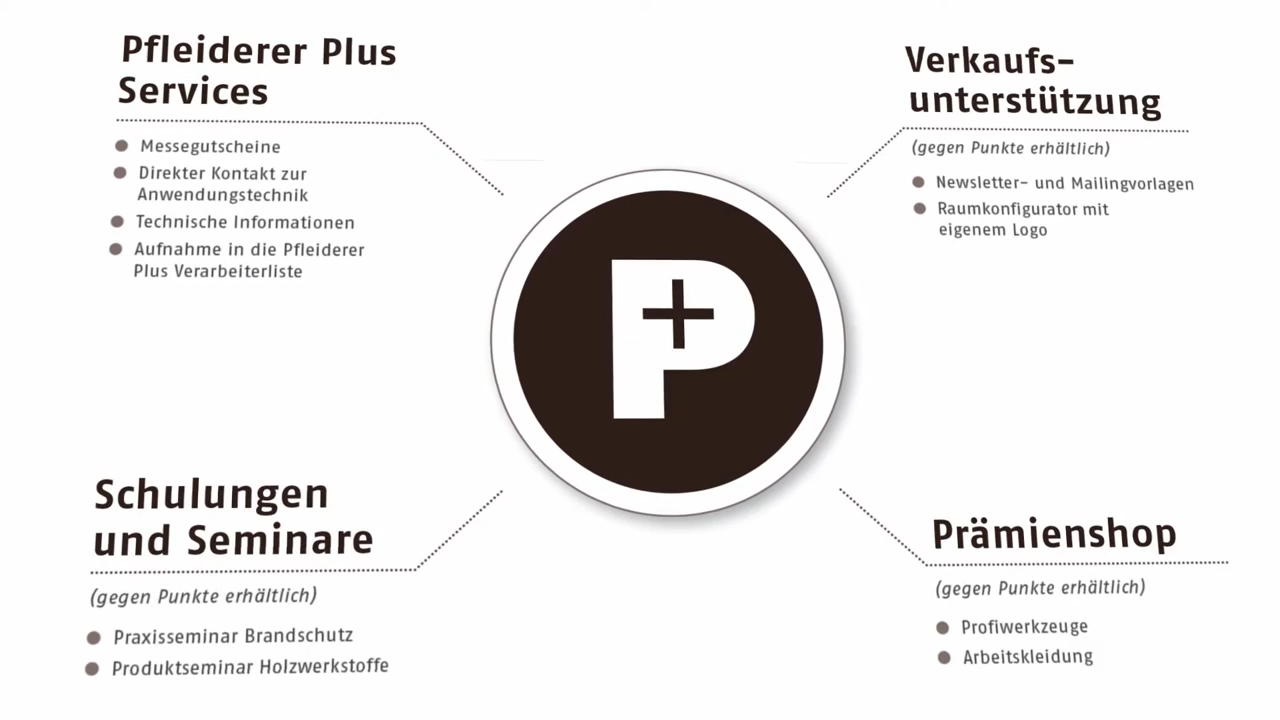 Pfleiderer Plus
Services
Messegutscheine
Direkter Kontakt zur
Anwendungstechnik
Technische Informationen
Aufnahme in die Pfleiderer
Plus Verarbeiterliste
Verkaufs-
unterstützung
(gegen Punkte erhältlich)
Newsletter- und Mailingvorlagen
Raumkonfigurator mit
eigenem Logo
P+
Schulungen
und Seminare
(gegen Punkte erhältlich)
Praxisseminar Brandschutz
Produktseminar Holzwerkstoffe
Prämienshop
(gegen Punkte erhältlich)
Profiwerkzeuge
Arbeitskleidung